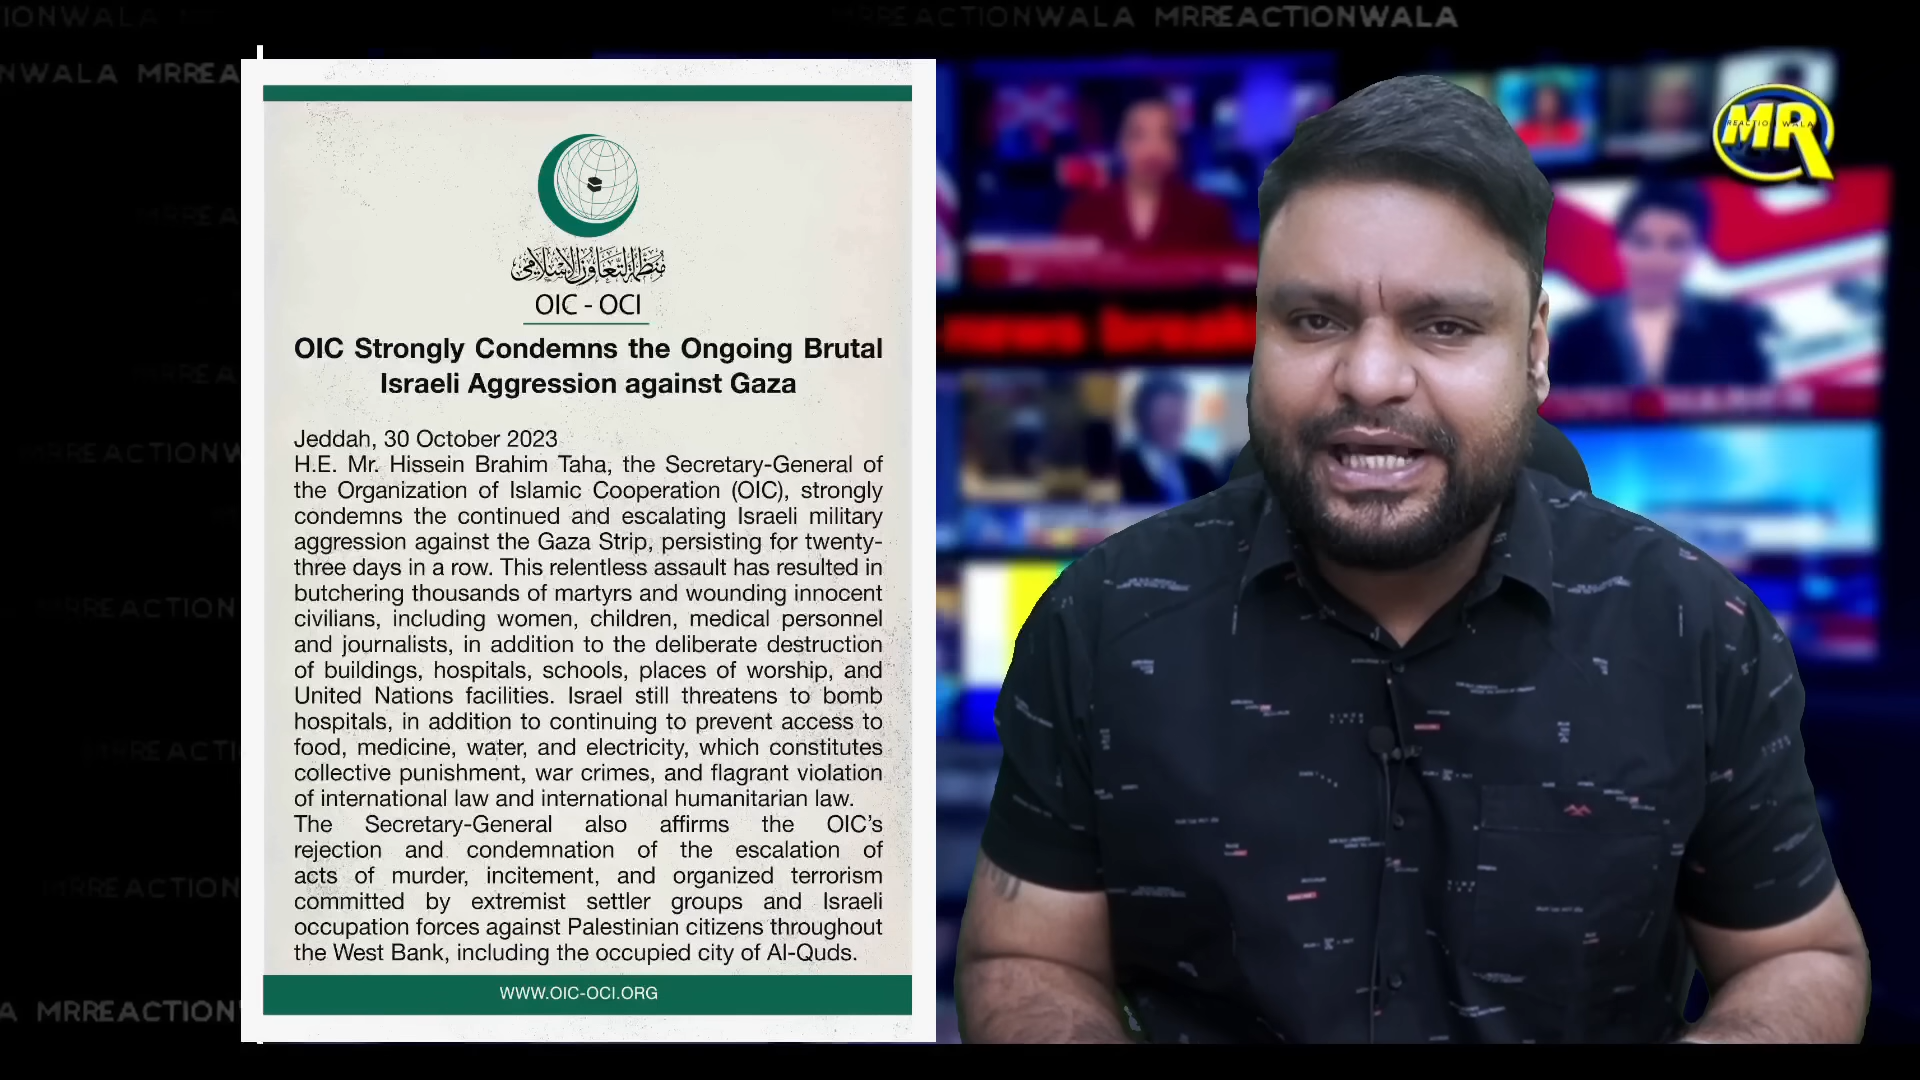 MRREACTIONWALA MRREACTIONWALA
NWALA MRREA
MR
REACTION WALA
منظمة التعاون الإسلامي
OIC - OCI
OIC Strongly Condemns the Ongoing Brutal
Israeli Aggression against Gaza
Jeddah, 30 October 2023
H.E. Mr. Hissein Brahim Taha, the Secretary-General of
the Organization of Islamic Cooperation (OIC), strongly
condemns the continued and escalating Israeli military
aggression against the Gaza Strip, persisting for twenty-
three days in a row. This relentless assault has resulted in
butchering thousands of martyrs and wounding innocent
civilians, including women, children, medical personnel
and journalists, in addition to the deliberate destruction
of buildings, hospitals, schools, places of worship, and
United Nations facilities. Israel still threatens to bomb
hospitals, in addition to continuing to prevent access to
food, medicine, water, and electricity, which constitutes
collective punishment, war crimes, and flagrant violation
of international law and international humanitarian law.
The Secretary-General also affirms the OIC's
rejection and condemnation of the escalation of
acts of murder, incitement, and organized terrorism
committed by extremist settler groups and Israeli
occupation forces against Palestinian citizens throughout
the West Bank, including the occupied city of Al-Quds.
WWW.OIC-OCI.ORG
news break
A MRREACTION